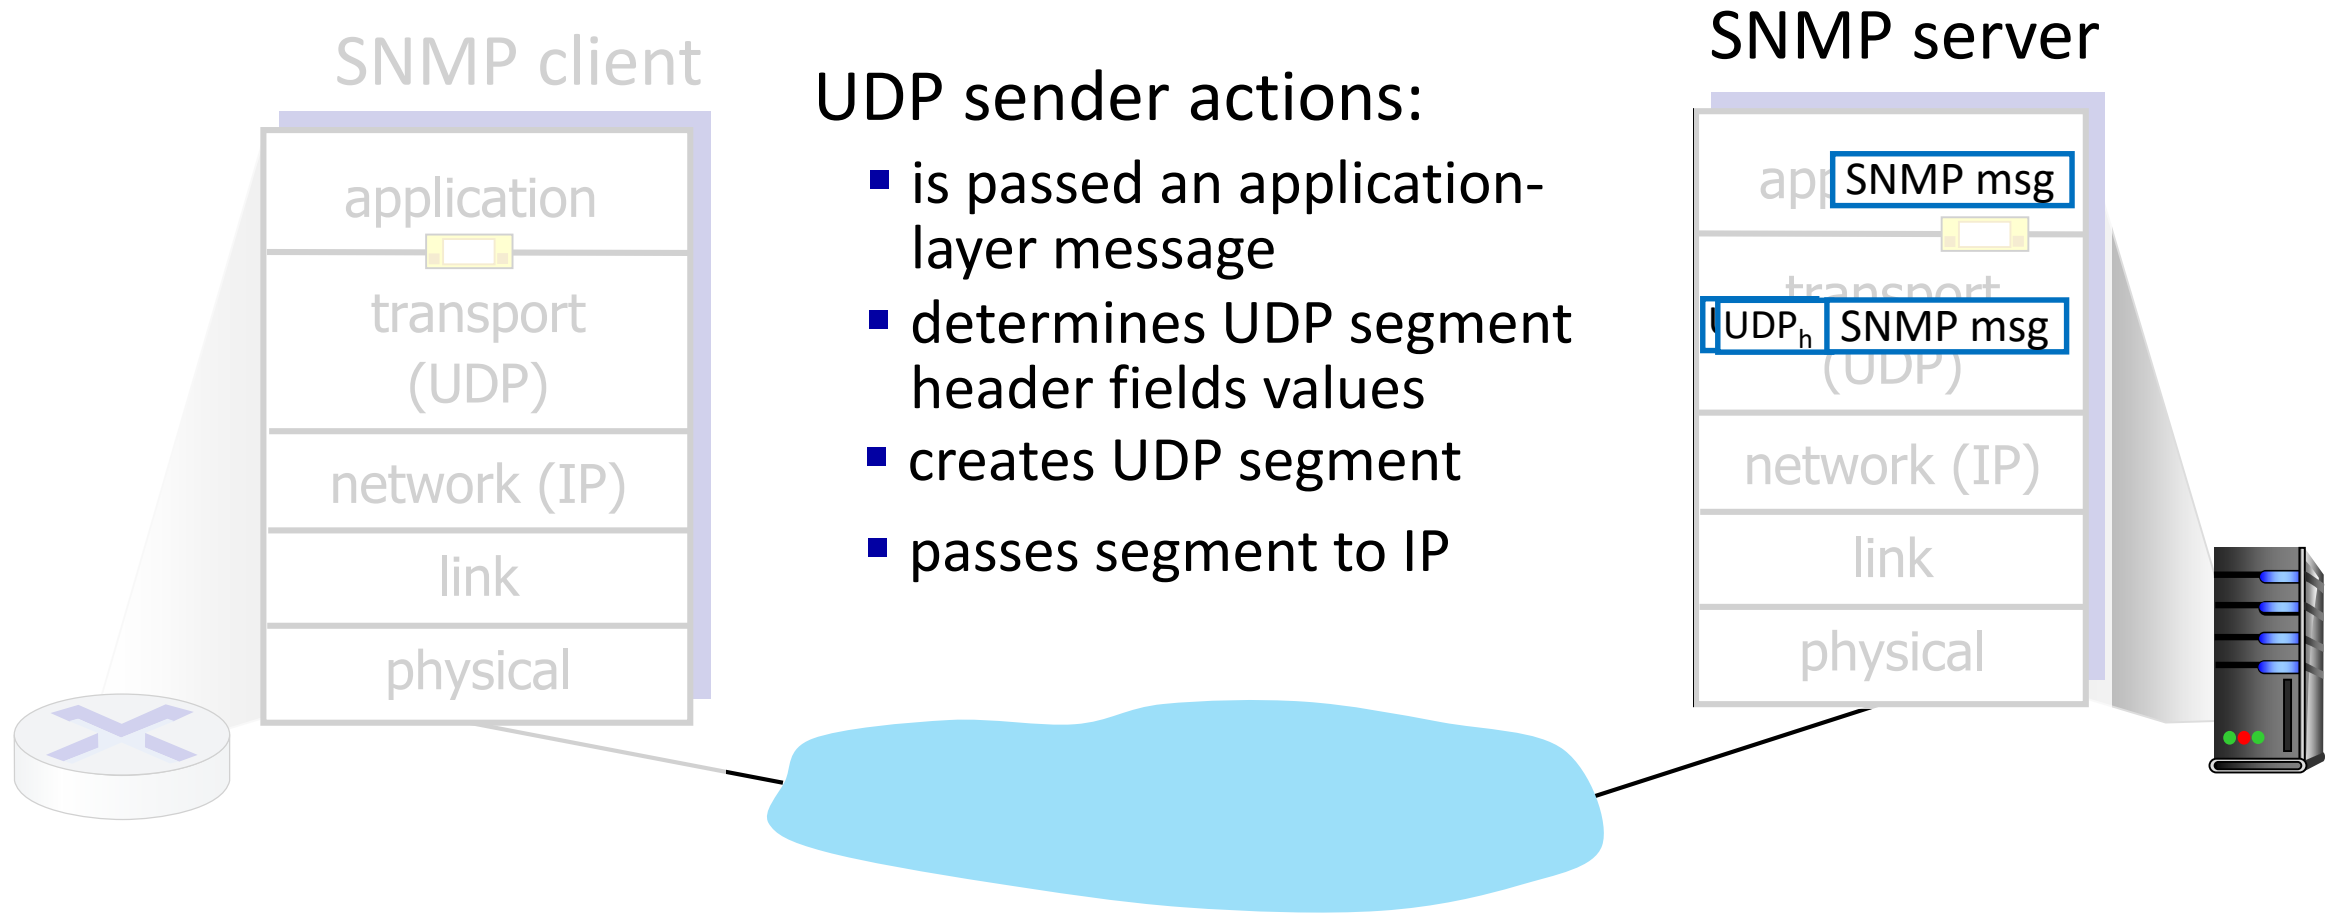 SNMP client
application
transport
(UDP)
network (IP)
link
physical
UDP sender actions:
is passed an application-
layer message
determines UDP segment
header fields values
creates UDP segment
passes segment to IP
SNMP server
SNMP msg
transport
UDPh SNMP msg
(UDP)
network (IP)
link
physical